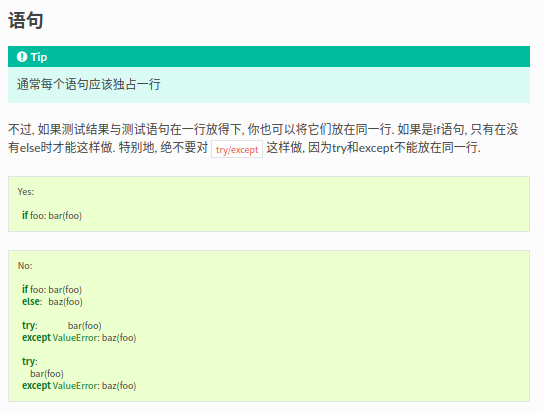 语句
Tip
通常每个语句应该独占一行
不过, 如果测试结果与测试语句在一行放得下, 你也可以将它们放在同一行. 如果是if语句, 只有在没
有else时才能这样做. 特别地, 绝不要对 try/except 这样做, 因为try和except不能放在同一行.
Yes:
if foo: bar(foo)
No:
if foo: bar(foo)
else:   baz(foo)
try:               bar(foo)
except ValueError: baz(foo)
try:
    bar(foo)
except ValueError: baz(foo)